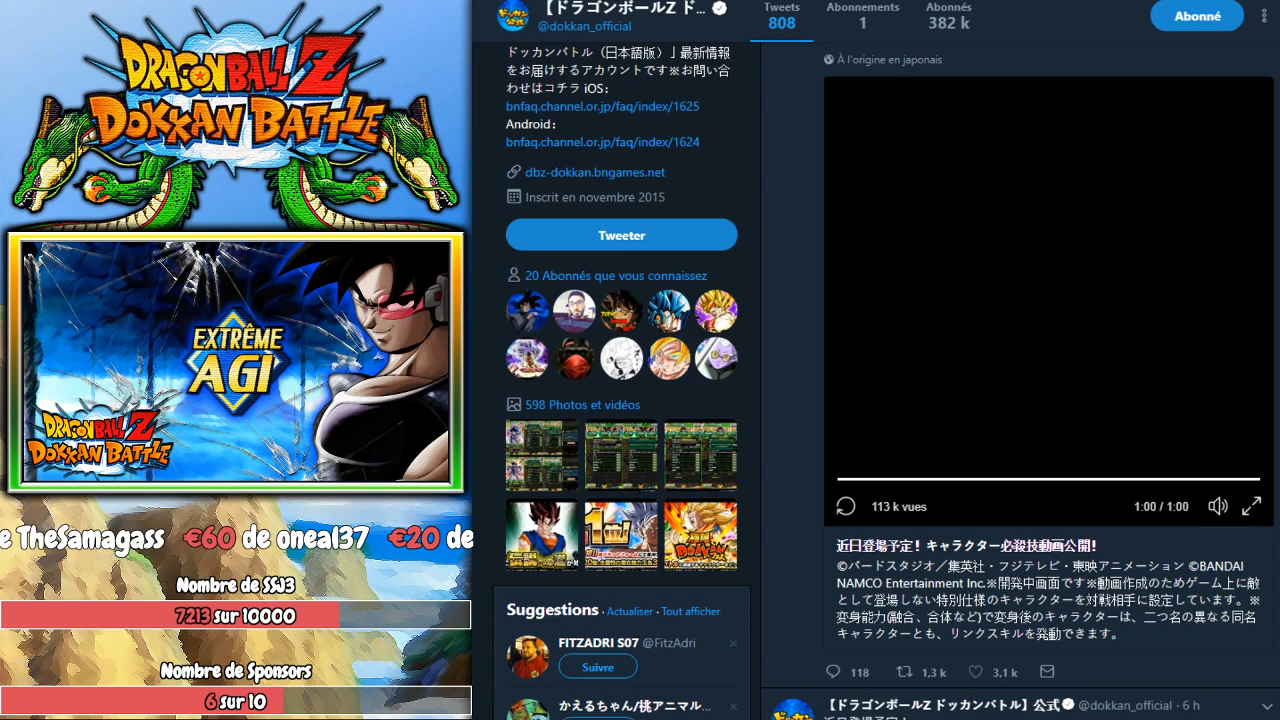 DRAGONBALL Z
DOKKAN BATTLE
EXTRÊME
AGI
DRAGONBALL Z
DOKKAN BATTLE
e TheSamagass €60 de oneal37 €20 de
Nombre de SSJ3
7213 sur 10000
Nombre de Sponsors
6 sur 10
【ドラゴンボールZ ド...
@dokkan_official
Tweets
808
Abonnements
1
Abonnés
382 k
Abonné
ドッカンバトル（日本語版）」最新情報
をお届けするアカウントです※お問い合
わせはコチラ iOS：
bnfaq.channel.or.jp/faq/index/1625
Android：
bnfaq.channel.or.jp/faq/index/1624
dbz-dokkan.bngames.net
Inscrit en novembre 2015
Tweeter
20 Abonnés que vous connaissez
598 Photos et vidéos
Suggestions · Actualiser · Tout afficher
FITZADRI S07 @FitzAdri
Suivre
かえるちゃん/桃アニマル...
À l'origine en japonais
113 k vues
1:00 / 1:00
近日登場予定！キャラクター必殺技動画公開！
©バードスタジオ／集英社・フジテレビ・東映アニメーション ©BANDAI
NAMCO Entertainment Inc.※開発中画面です※動画作成のためゲーム上に敵
として登場しない特別仕様のキャラクターを対戦相手に設定しています。※
変身能力(融合、合体など)で変身後のキャラクターは、二つ名の異なる同名
キャラクターとも、リンクスキルを発動できます。
118
1,3 k
3,1 k
【ドラゴンボールZ ドッカンバトル】公式 @dokkan_official · 6 h
近日登場予定！